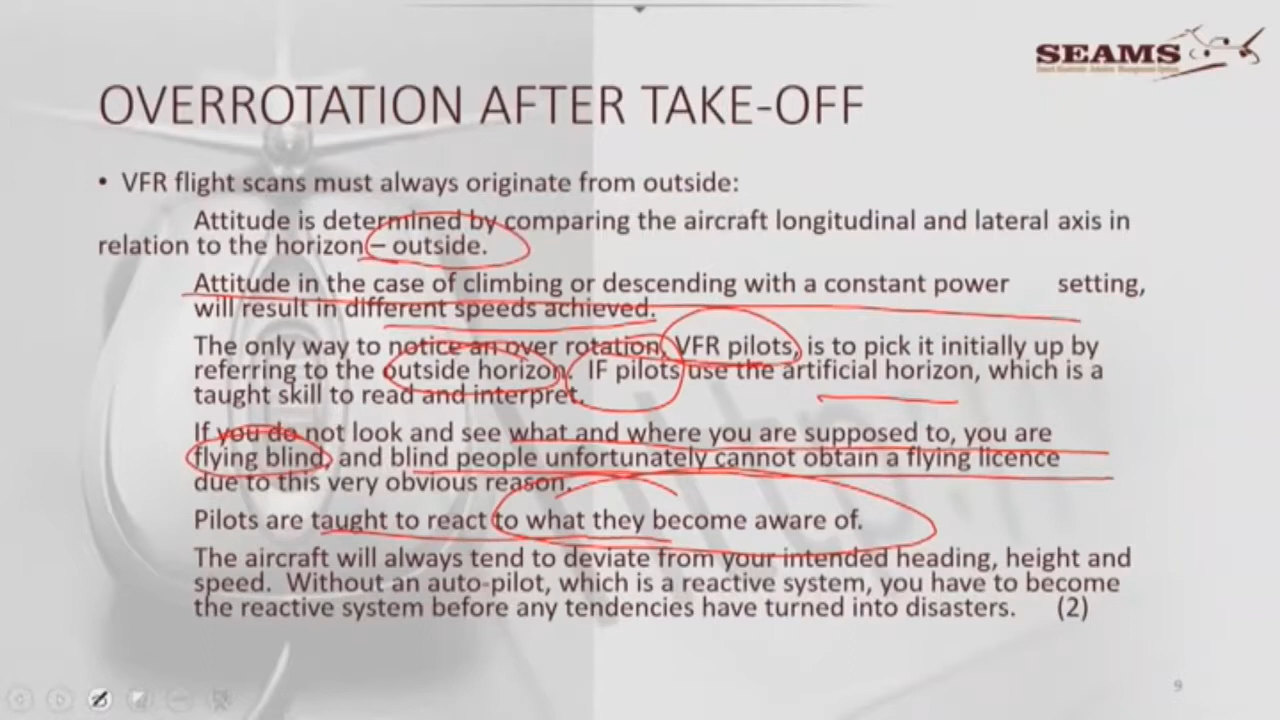 SEAMS
OVERROTATION AFTER TAKE-OFF
• VFR flight scans must always originate from outside:
Attitude is determined by comparing the aircraft longitudinal and lateral axis in
relation to the horizon – outside.
Attitude in the case of climbing or descending with a constant power setting,
will result in different speeds achieved.
The only way to notice an over rotation, VFR pilots, is to pick it initially up by
referring to the outside horizon. IF pilots use the artificial horizon, which is a
taught skill to read and interpret.
If you do not look and see what and where you are supposed to, you are
flying blind, and blind people unfortunately cannot obtain a flying licence
due to this very obvious reason.
Pilots are taught to react to what they become aware of.
The aircraft will always tend to deviate from your intended heading, height and
speed. Without an auto-pilot, which is a reactive system, you have to become
the reactive system before any tendencies have turned into disasters. (2)
9